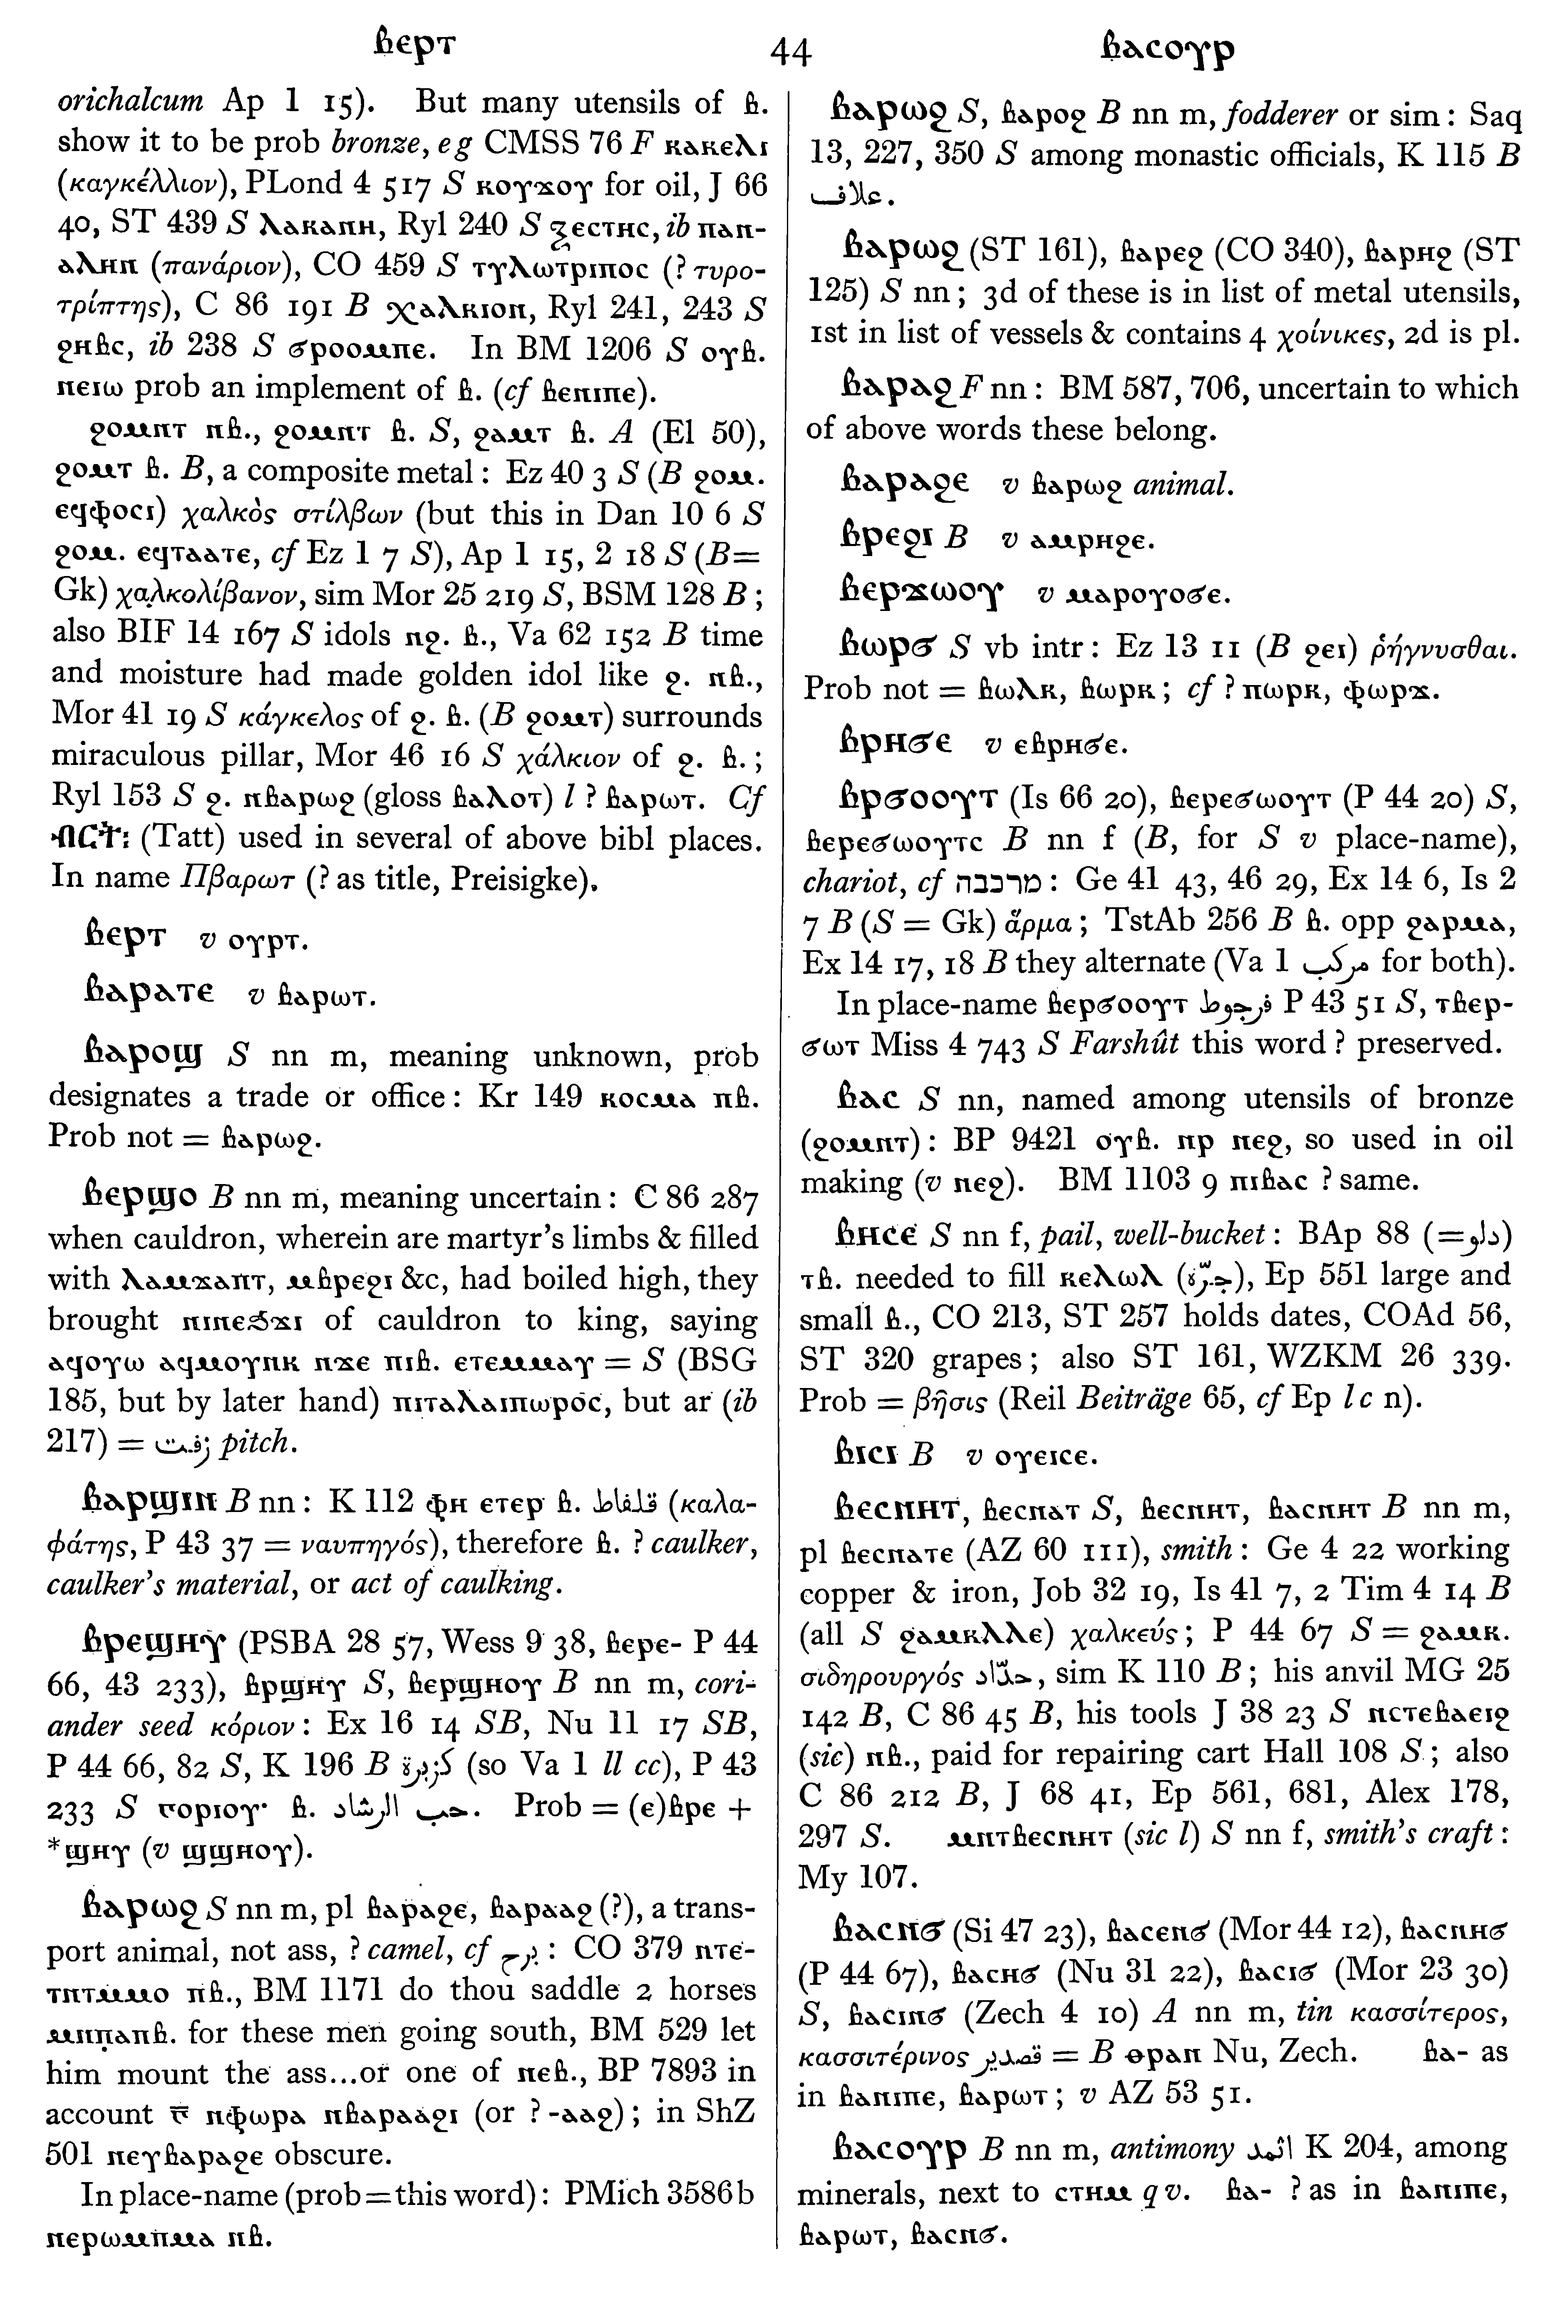 ⲃⲉⲣⲧ 44 ⲃⲁⲥⲟⲩⲣ
orichalcum Ap 1 15). But many utensils of ⲃ.
show it to be prob bronze, eg CMSS 76 F ⲕⲁⲕⲉⲗⲓ
(καγκέλλιον), PLond 4 517 S ⲕⲟⲩϫⲟⲩ for oil, J 66
40, ST 439 S ⲗⲁⲕⲁⲛⲏ, Ryl 240 S ⲝⲉⲥⲧⲏⲥ, ib ⲡⲁⲛ-
ⲁⲗⲏⲛ (πανάριον), CO 459 S ⲧⲩⲗⲱⲧⲣⲓⲡⲟⲥ (? τυρο-
τρίπτης), C 86 191 B ⲭⲁⲗⲕⲓⲟⲛ, Ryl 241, 243 S
ϩⲏⲃⲥ, ib 238 S ϭⲣⲟⲟⲙⲡⲉ. In BM 1206 S ⲟⲩⲃ.
ⲛⲉⲓⲱ prob an implement of ⲃ. (cf ⲃⲉⲛⲓⲡⲉ).
ϩⲟⲙⲛⲧ ⲛⲃ., ϩⲟⲙⲛⲧ ⲃ. S, ϩⲁⲙⲧ ⲃ. A (El 50),
ϩⲟⲙⲧ ⲃ. B, a composite metal : Ez 40 3 S (B ϩⲟⲙ.
ⲉϥⲫⲟⲥⲓ) χαλκὸς στίλβων (but this in Dan 10 6 S
ϩⲟⲙ. ⲉϥⲧⲁⲁⲧⲉ, cf Ez 1 7 S), Ap 1 15, 2 18 S (B=
Gk) χαλκολίβανον, sim Mor 25 219 S, BSM 128 B ;
also BIF 14 167 S idols ⲛϩ. ⲃ., Va 62 152 B time
and moisture had made golden idol like ϩ. ⲛⲃ.,
Mor 41 19 S κάγκελος of ϩ. ⲃ. (B ϩⲟⲙⲧ) surrounds
miraculous pillar, Mor 46 16 S χάλκιον of ϩ. ⲃ. ;
Ryl 153 S ϩ. ⲛⲃⲁⲣⲱϩ (gloss ⲃⲁⲗⲟⲧ) l ? ⲃⲁⲣⲱⲧ. Cf
ብርት፡ (Tatt) used in several of above bibl places.
In name Πβαρωτ (? as title, Preisigke).
ⲃⲉⲣⲧ v ⲟⲩⲣⲧ.
ⲃⲁⲣⲁⲧⲉ v ⲃⲁⲣⲱⲧ.
ⲃⲁⲣⲟϣ S nn m, meaning unknown, prob
designates a trade or office : Kr 149 ⲕⲟⲥⲙⲁ ⲡⲃ.
Prob not = ⲃⲁⲣⲱϩ.
ⲃⲉⲣϣⲟ B nn m, meaning uncertain : C 86 287
when cauldron, wherein are martyr's limbs & filled
with ⲗⲁⲙϫⲁⲡⲧ, ⲙⲃⲣⲉϩⲓ &c, had boiled high, they
brought ⲡⲓⲛⲉϭϫⲓ of cauldron to king, saying
ⲁϥⲟⲩⲱ ⲁϥⲙⲟⲩⲛⲕ ⲛϫⲉ ⲡⲓⲃ. ⲉⲧⲉⲙⲙⲁⲩ = S (BSG
185, but by later hand) ⲡⲓⲧⲁⲗⲁⲓⲡⲱⲣⲟⲥ, but ar (ib
217) = زفت pitch.
ⲃⲁⲣϣⲓⲛ B nn : K 112 ⲫⲏ ⲉⲧⲉⲣ ⲃ. قلفاط (καλα-
φάτης, P 43 37 = ναυπηγός), therefore ⲃ. ? caulker,
caulker's material, or act of caulking.
ⲃⲣⲉϣⲏⲩ (PSBA 28 57, Wess 9 38, ⲃⲉⲣⲉ- P 44
66, 43 233), ⲃⲣϣⲏⲩ S, ⲃⲉⲣϣⲏⲟⲩ B nn m, cori-
ander seed κόριον : Ex 16 14 SB, Nu 11 17 SB,
P 44 66, 82 S, K 196 B كزبرة (so Va 1 ll cc), P 43
233 S ⲕⲟⲣⲓⲟⲩ· ⲃ. حب الرشاد. Prob = (ⲉ)ⲃⲣⲉ +
*ϣⲏⲩ (v ϣϣⲏⲟⲩ).
ⲃⲁⲣⲱϩ S nn m, pl ⲃⲁⲣⲁϩⲉ, ⲃⲁⲣⲁⲁϩ (?), a trans-
port animal, not ass, ? camel, cf : CO 379 ⲛⲧⲉ-
ⲧⲛⲧⲙⲙⲟ ⲛⲃ., BM 1171 do thou saddle 2 horses
ⲙⲛⲡⲁⲛⲃ. for these men going south, BM 529 let
him mount the ass...or one of ⲛⲉⲃ., BP 7893 in
account ⲛⲫⲱⲣⲁ ⲛⲃⲁⲣⲁⲁϩⲓ (or ? -ⲁⲁϩ) ; in ShZ
501 ⲛⲉⲩⲃⲁⲣⲁϩⲉ obscure.
In place-name (prob=this word) : PMich 3586 b
ⲡⲉⲣⲱⲙⲡⲙⲁ ⲛⲃ.
ⲃⲁⲣⲱϩ S, ⲃⲁⲣⲟϩ B nn m, fodderer or sim : Saq
13, 227, 350 S among monastic officials, K 115 B
علاف.
ⲃⲁⲣⲱϩ (ST 161), ⲃⲁⲣⲉϩ (CO 340), ⲃⲁⲣⲏϩ (ST
125) S nn ; 3d of these is in list of metal utensils,
1st in list of vessels & contains 4 χοίνικες, 2d is pl.
ⲃⲁⲣⲁϩ F nn : BM 587, 706, uncertain to which
of above words these belong.
ⲃⲁⲣⲁϩⲉ v ⲃⲁⲣⲱϩ animal.
ⲃⲣⲉϩⲓ B v ⲁⲙⲣⲏϩⲉ.
ⲃⲉⲣϫⲱⲟⲩ v ⲙⲁⲣⲟⲩⲟϭⲉ.
ⲃⲱⲣϭ S vb intr : Ez 13 11 (B ϩⲉⲓ) ῥήγνυσθαι.
Prob not = ⲃⲱⲗⲕ, ⲃⲱⲣⲕ ; cf ? ⲡⲱⲣⲕ, ⲫⲱⲣϫ.
ⲃⲣⲏϭⲉ v ⲉⲃⲣⲏϭⲉ.
ⲃⲣϭⲟⲟⲩⲧ (Is 66 20), ⲃⲉⲣⲉϭⲱⲟⲩⲧ (P 44 20) S,
ⲃⲉⲣⲉϭⲱⲟⲩⲧⲥ B nn f (B, for S v place-name),
chariot, cf מרכבה : Ge 41 43, 46 29, Ex 14 6, Is 2
7 B (S = Gk) ἅρμα ; TstAb 256 B ⲃ. opp ϩⲁⲣⲙⲁ,
Ex 14 17, 18 B they alternate (Va 1 مركب for both).
In place-name ⲃⲉⲣϭⲟⲟⲩⲧ فرجوط P 43 51 S, ⲧⲃⲉⲣ-
ϭⲱⲧ Miss 4 743 S Farshût this word ? preserved.
ⲃⲁⲥ S nn, named among utensils of bronze
(ϩⲟⲙⲛⲧ) : BP 9421 ⲟⲩⲃ. ⲛⲣ ⲛⲉϩ, so used in oil
making (v ⲛⲉϩ). BM 1103 9 ⲡⲓⲃⲁⲥ ? same.
ⲃⲏⲥⲉ S nn f, pail, well-bucket : BAp 88 (=دلو)
ⲧⲃ. needed to fill ⲕⲉⲗⲱⲗ (جرّة), Ep 551 large and
small ⲃ., CO 213, ST 257 holds dates, COAd 56,
ST 320 grapes ; also ST 161, WZKM 26 339.
Prob = βῆσις (Reil Beiträge 65, cf Ep l c n).
ⲃⲓⲥⲓ B v ⲟⲩⲉⲓⲥⲉ.
ⲃⲉⲥⲛⲏⲧ, ⲃⲉⲥⲛⲁⲧ S, ⲃⲉⲥⲛⲏⲧ, ⲃⲁⲥⲛⲏⲧ B nn m,
pl ⲃⲉⲥⲛⲁⲧⲉ (AZ 60 111), smith : Ge 4 22 working
copper & iron, Job 32 19, Is 41 7, 2 Tim 4 14 B
(all S ϩⲁⲙⲕⲗⲗⲉ) χαλκεύς ; P 44 67 S = ϩⲁⲙⲕ.
σιδηρουργός حدّاد, sim K 110 B ; his anvil MG 25
142 B, C 86 45 B, his tools J 38 23 S ⲛⲥⲧⲉⲃⲁⲉⲓϩ
(sic) ⲛⲃ., paid for repairing cart Hall 108 S ; also
C 86 212 B, J 68 41, Ep 561, 681, Alex 178,
297 S. ⲙⲛⲧⲃⲉⲥⲛⲏⲧ (sic l) S nn f, smith's craft :
My 107.
ⲃⲁⲥⲛϭ (Si 47 23), ⲃⲁⲥⲉⲛϭ (Mor 44 12), ⲃⲁⲥⲛⲏϭ
(P 44 67), ⲃⲁⲥⲏϭ (Nu 31 22), ⲃⲁⲥⲓϭ (Mor 23 30)
S, ⲃⲁⲥⲓⲛϭ (Zech 4 10) A nn m, tin κασσίτερος,
κασσιτέρινος قصدير = B ⲑⲣⲁⲛ Nu, Zech. ⲃⲁ- as
in ⲃⲁⲛⲓⲡⲉ, ⲃⲁⲣⲱⲧ ; v AZ 53 51.
ⲃⲁⲥⲟⲩⲣ B nn m, antimony اثمد K 204, among
minerals, next to ⲥⲧⲏⲙ q v. ⲃⲁ- ? as in ⲃⲁⲛⲓⲡⲉ,
ⲃⲁⲣⲱⲧ, ⲃⲁⲥⲛϭ.